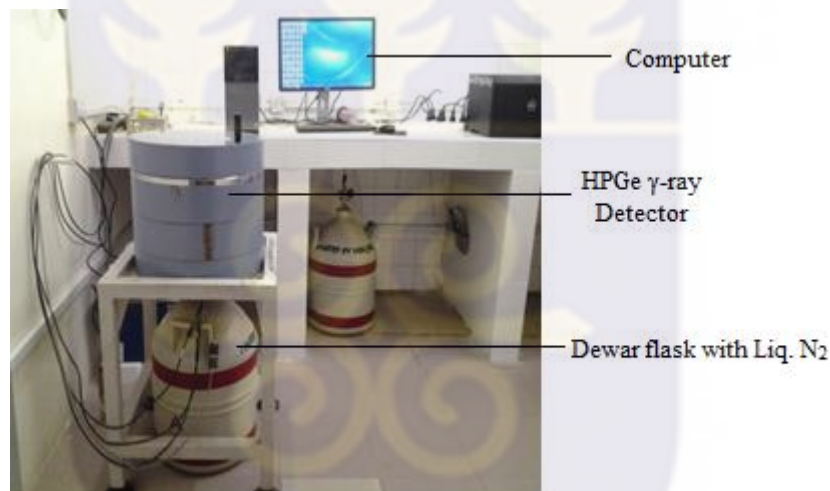 Computer
HPGe γ-ray
Detector
Dewar flask with Liq. N2